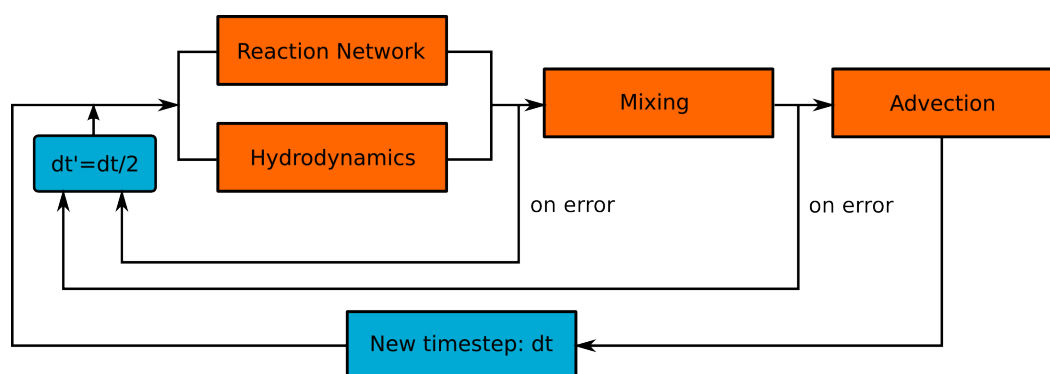 Reaction Network
Mixing
Advection
Hydrodynamics
dt'=dt/2
on error
on error
New timestep: dt